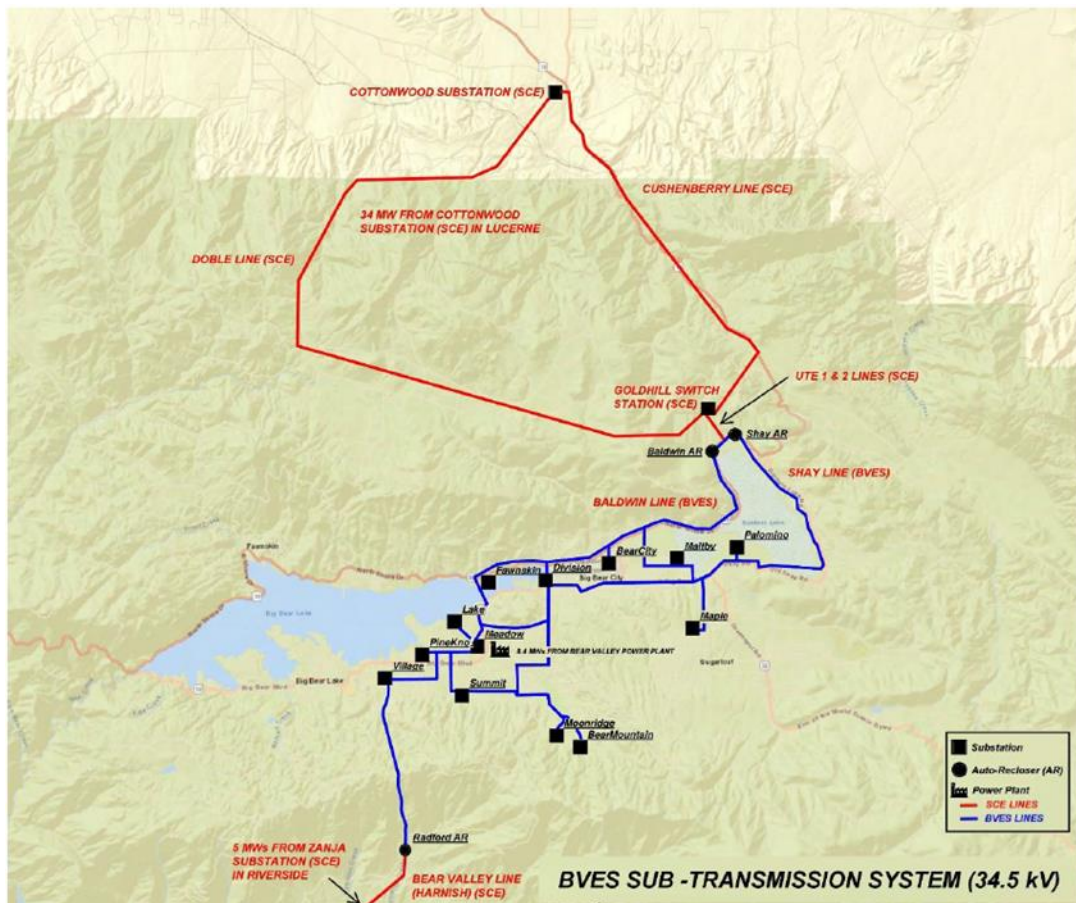 COTTONWOOD SUBSTATION (SCE)
CUSHENBERRY LINE (SCE)
34 MW FROM COTTONWOOD
SUBSTATION (SCE) IN LUCERNE
DOBLE LINE (SCE)
UTE 1 & 2 LINES (SCE)
GOLDHILL SWITCH
STATION (SCE)
Shay AR
Baldwin AR
SHAY LINE (BVES)
BALDWIN LINE (BVES)
Palomino
Maltby
BearCity
Fawnskin
Fawnskin
Division
Big Bear City
Big Bear Lake
Lake
Maple
Meadow
PineKno
8.4 MWs FROM BEAR VALLEY POWER PLANT
Sugarloaf
Village
Big Bear Lake
Summit
Moonridge
BearMountain
Substation
Auto-Recloser (AR)
Power Plant
SCE LINES
BVES LINES
Radford AR
5 MWs FROM ZANJA
SUBSTATION (SCE)
IN RIVERSIDE
BEAR VALLEY LINE
(HARNISH) (SCE)
BVES SUB -TRANSMISSION SYSTEM (34.5 kV)